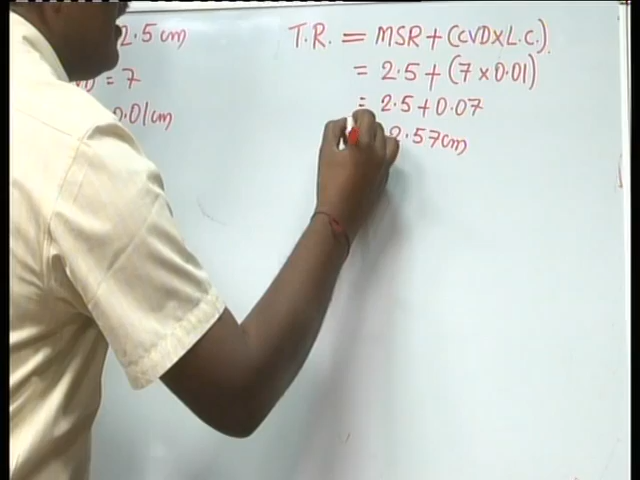 2.5 cm
= 7
0.01cm
T.R. = MSR + (CVD×L.C.)
= 2.5 + (7 × 0.01)
= 2.5 + 0.07
2.57cm